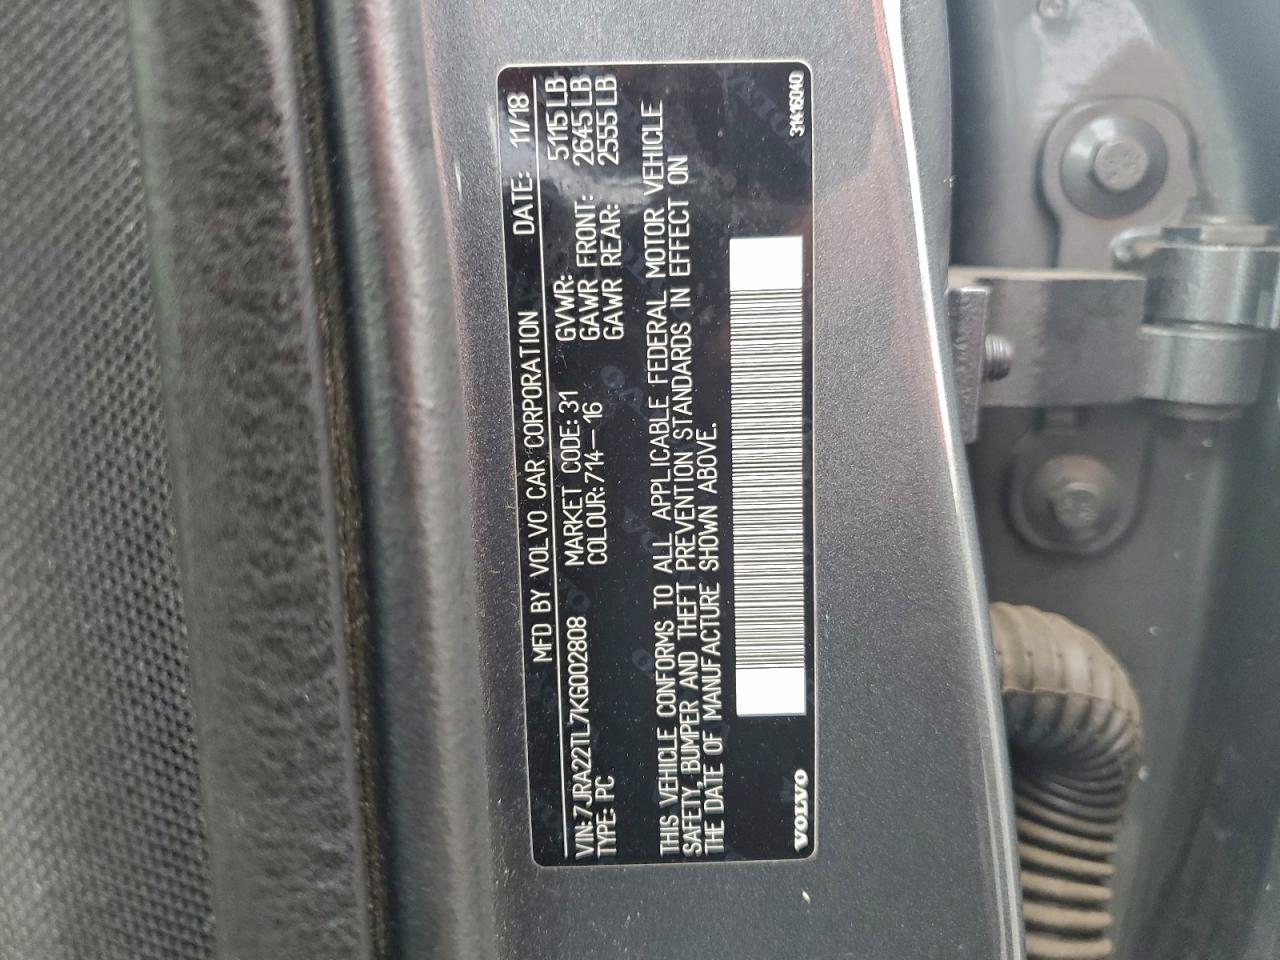 MFD BY VOLVO CAR CORPORATION DATE: 11/18
VIN: 7JRA22TL7KG002808 MARKET CODE: 31 GVWR: 5115 LB
TYPE: PC COLOUR: 714-16 GAWR FRONT: 2645 LB
GAWR REAR: 2555 LB
THIS VEHICLE CONFORMS TO ALL APPLICABLE FEDERAL MOTOR VEHICLE
SAFETY, BUMPER AND THEFT PREVENTION STANDARDS IN EFFECT ON
THE DATE OF MANUFACTURE SHOWN ABOVE.
VOLVO 31416040